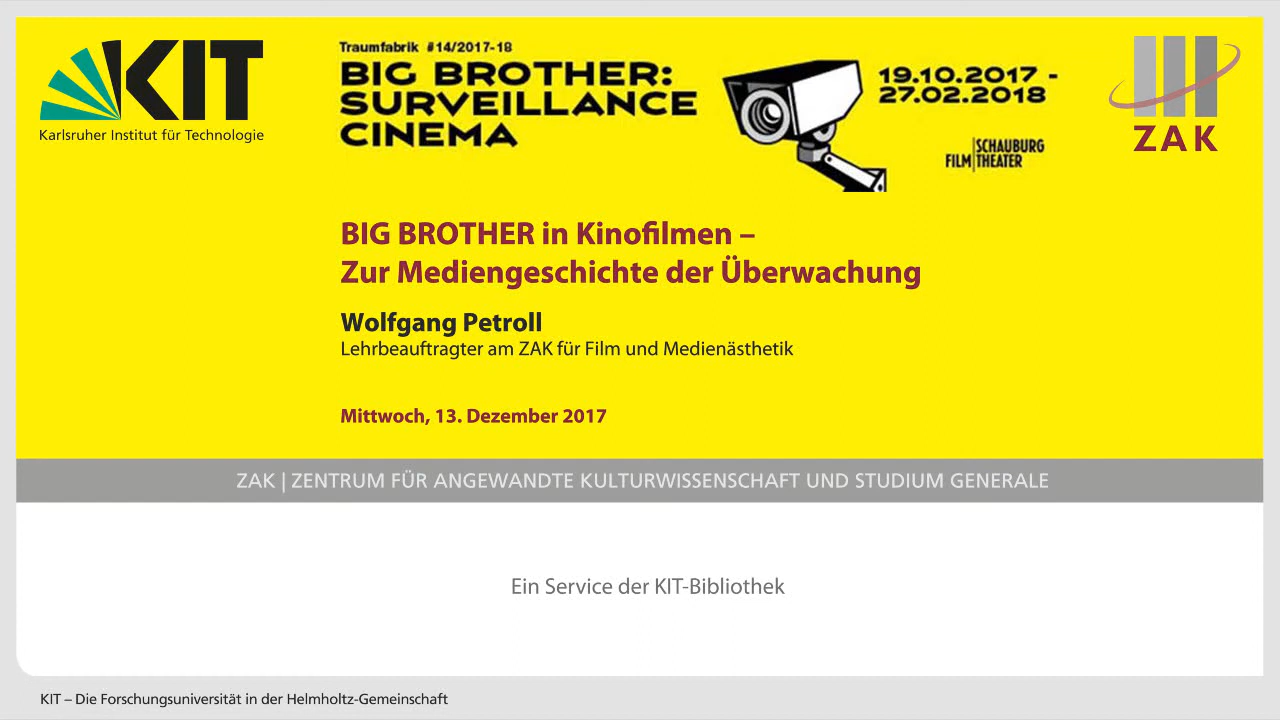 KIT
Karlsruher Institut für Technologie
Traumfabrik #14/2017-18
BIG BROTHER:
SURVEILLANCE
CINEMA
19.10.2017 -
27.02.2018
SCHAUBURG
FILM THEATER
ZAK
BIG BROTHER in Kinofilmen –
Zur Mediengeschichte der Überwachung
Wolfgang Petroll
Lehrbeauftragter am ZAK für Film und Medienästhetik
Mittwoch, 13. Dezember 2017
ZAK | ZENTRUM FÜR ANGEWANDTE KULTURWISSENSCHAFT UND STUDIUM GENERALE
Ein Service der KIT-Bibliothek
KIT – Die Forschungsuniversität in der Helmholtz-Gemeinschaft